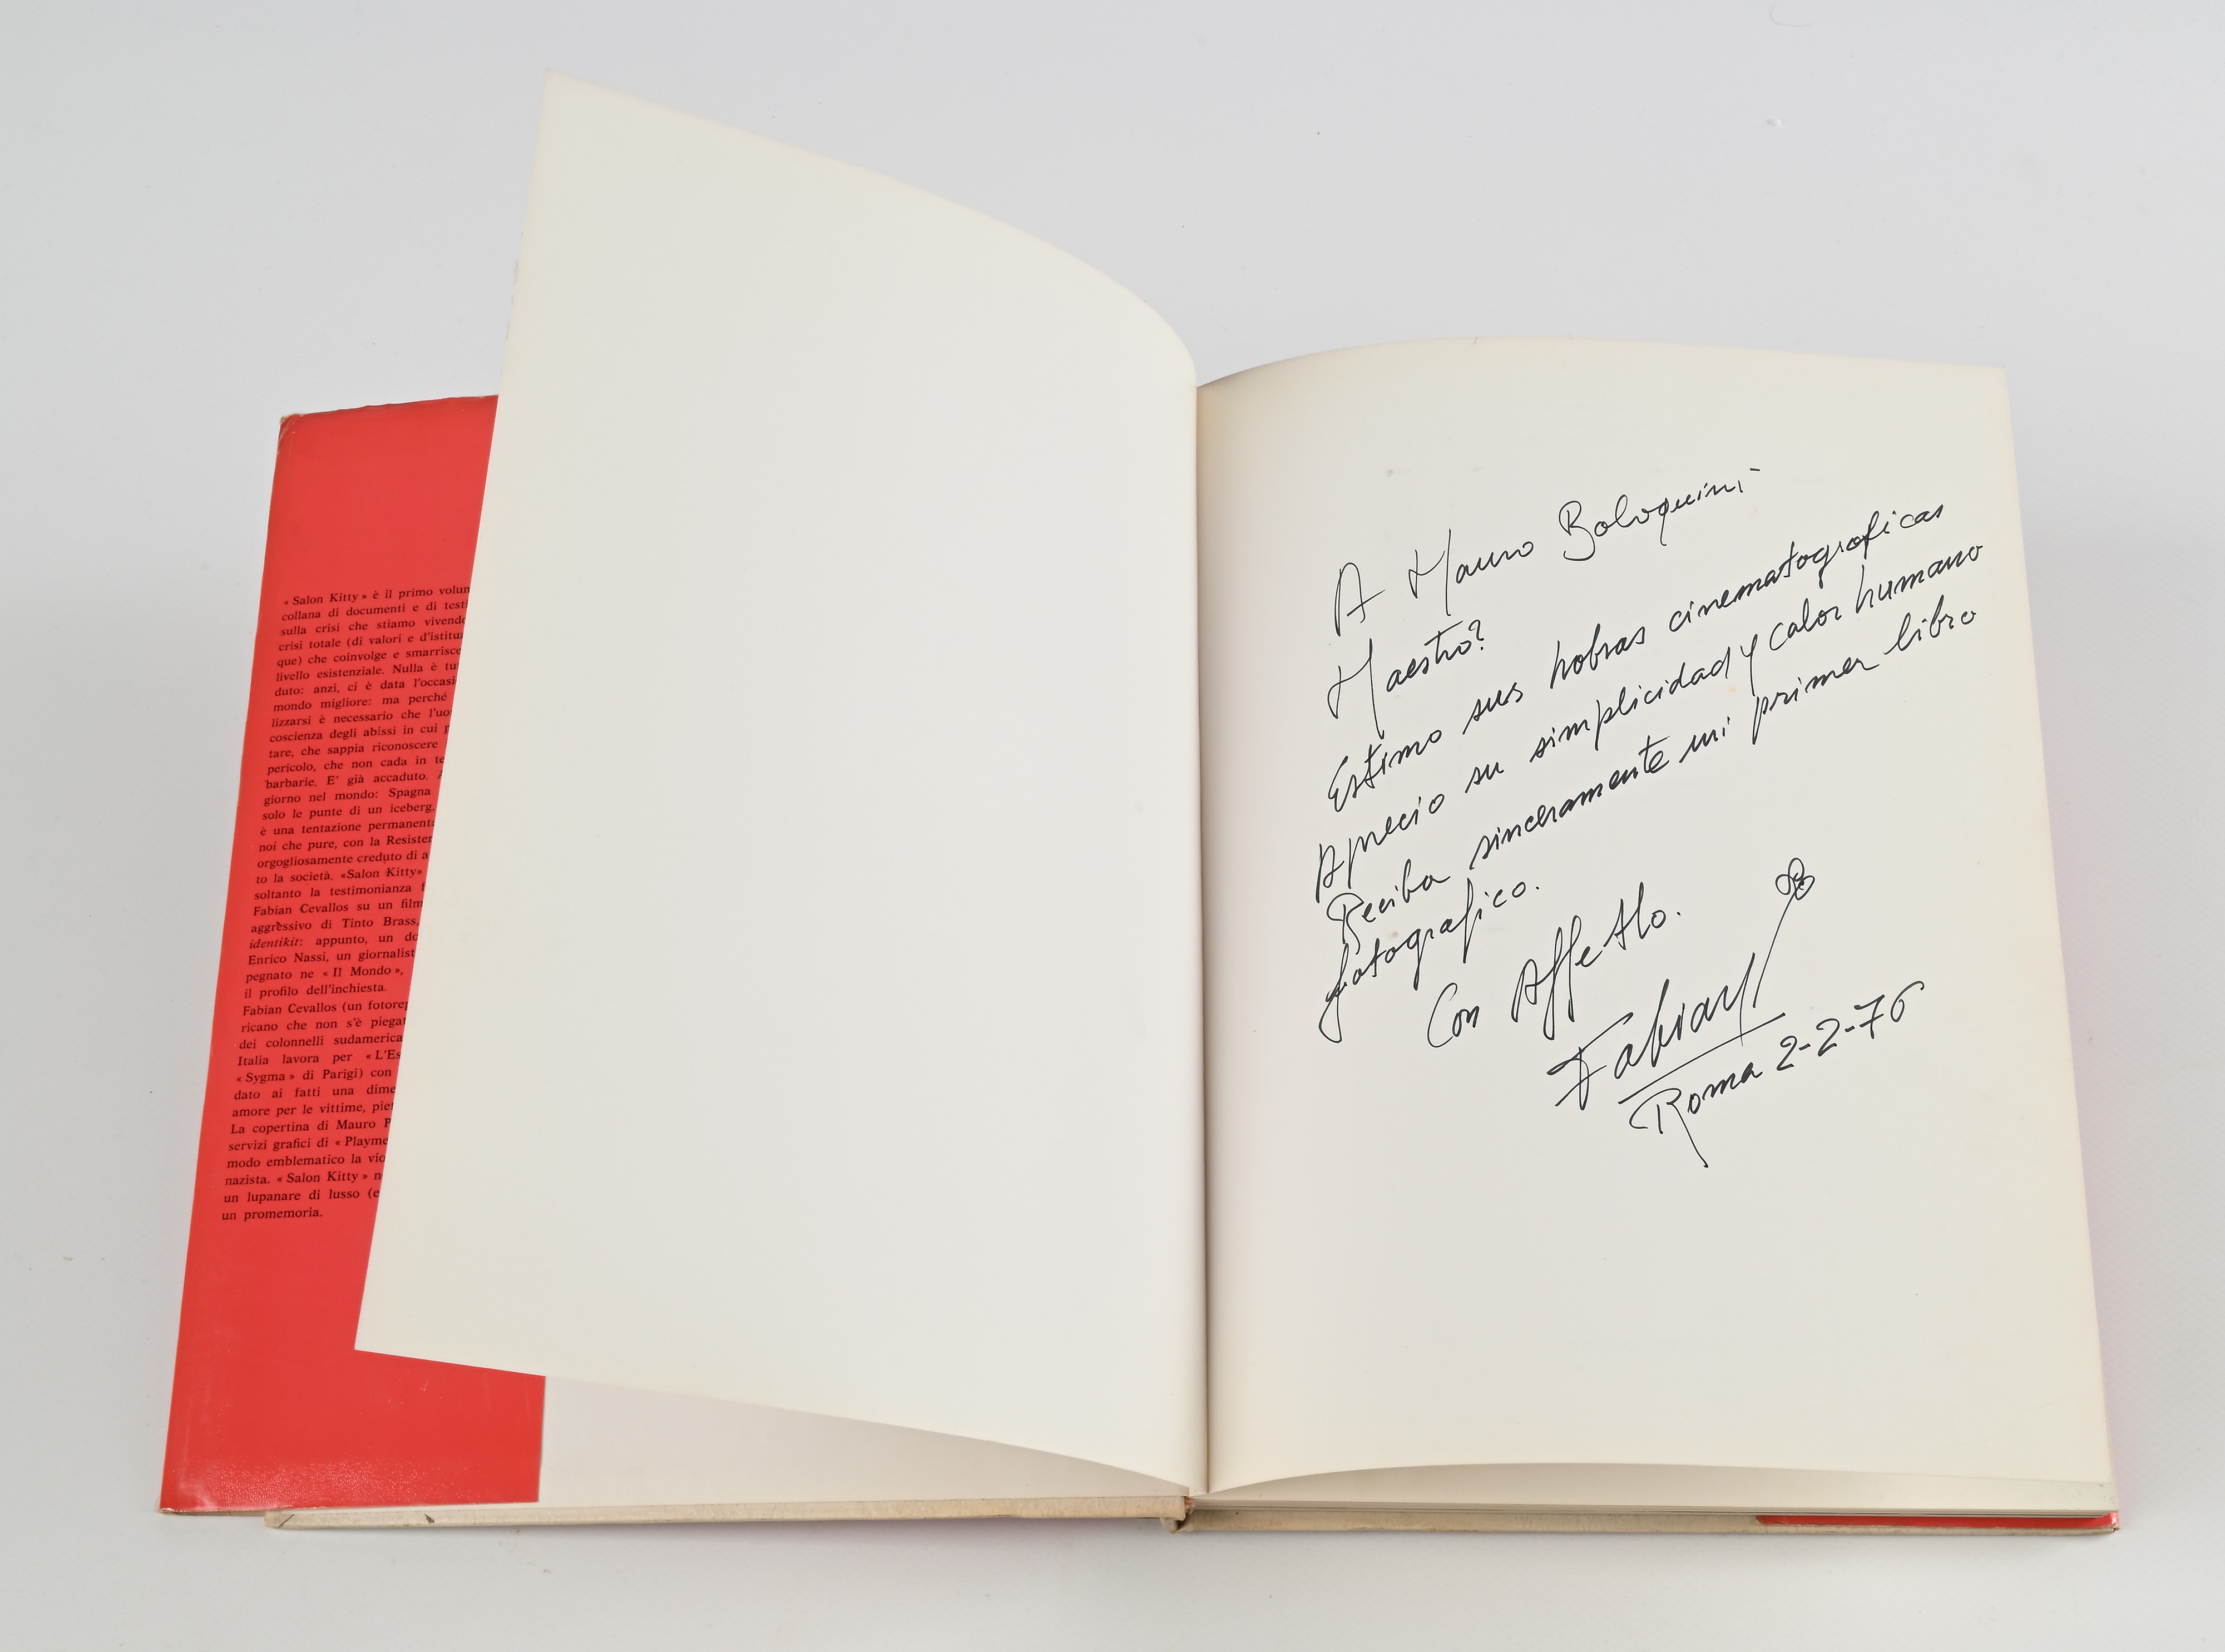 « Salon Kitty » è il primo volum
collana di documenti e di testi
sulla crisi che stiamo vivendo
crisi totale (di valori e d'istituz
que) che coinvolge e smarrisce
livello esistenziale. Nulla è tu
duto: anzi, ci è data l'occasi
mondo migliore: ma perché
lizzarsi è necessario che l'uo
coscienza degli abissi in cui p
tare, che sappia riconoscere
pericolo, che non cada in te
barbarie. E' già accaduto. A
giorno nel mondo: Spagna
solo le punte di un iceberg.
è una tentazione permanent
noi che pure, con la Resister
orgogliosamente creduto di a
to la società. «Salon Kitty»
soltanto la testimonianza f
Fabian Cevallos su un film
aggressivo di Tinto Brass,
identikit: appunto, un do
Enrico Nassi, un giornalist
pegnato ne « Il Mondo »,
il profilo dell'inchiesta.
Fabian Cevallos (un fotorep
ricano che non s'è piegat
dei colonnelli sudamerica
Italia lavora per « L'Es
« Sygma » di Parigi) con
dato ai fatti una dime
amore per le vittime, piet
La copertina di Mauro P
servizi grafici di « Playme
modo emblematico la vio
nazista. « Salon Kitty » n
un lupanare di lusso (e
un promemoria.
A Mauro Boloquini
Maestro?
Estimo sus hobras cinematograficas
Aprecio su simplicidad y calor humano
Reciba sinceramente mi primer libro
fotografico.
Con Affetto.
Fabian
Roma 2-2-76